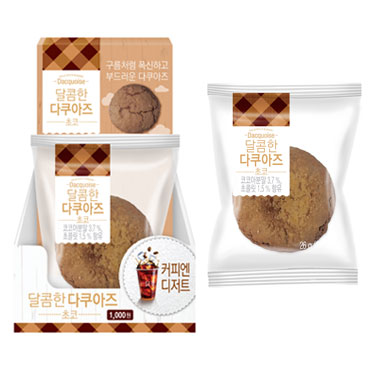 Dacquoise
달콤한
다쿠아즈
초코
구름처럼 폭신하고
부드러운 다쿠아즈
Dacquoise
달콤한
다쿠아즈
초코
코코아분말 3.7 %,
초콜릿 1.5 % 함유
커피엔
디저트
달콤한 다쿠아즈
초코
1,000원
Dacquoise
달콤한
다쿠아즈
초코
코코아분말 3.7 %,
초콜릿 1.5 % 함유
26 g